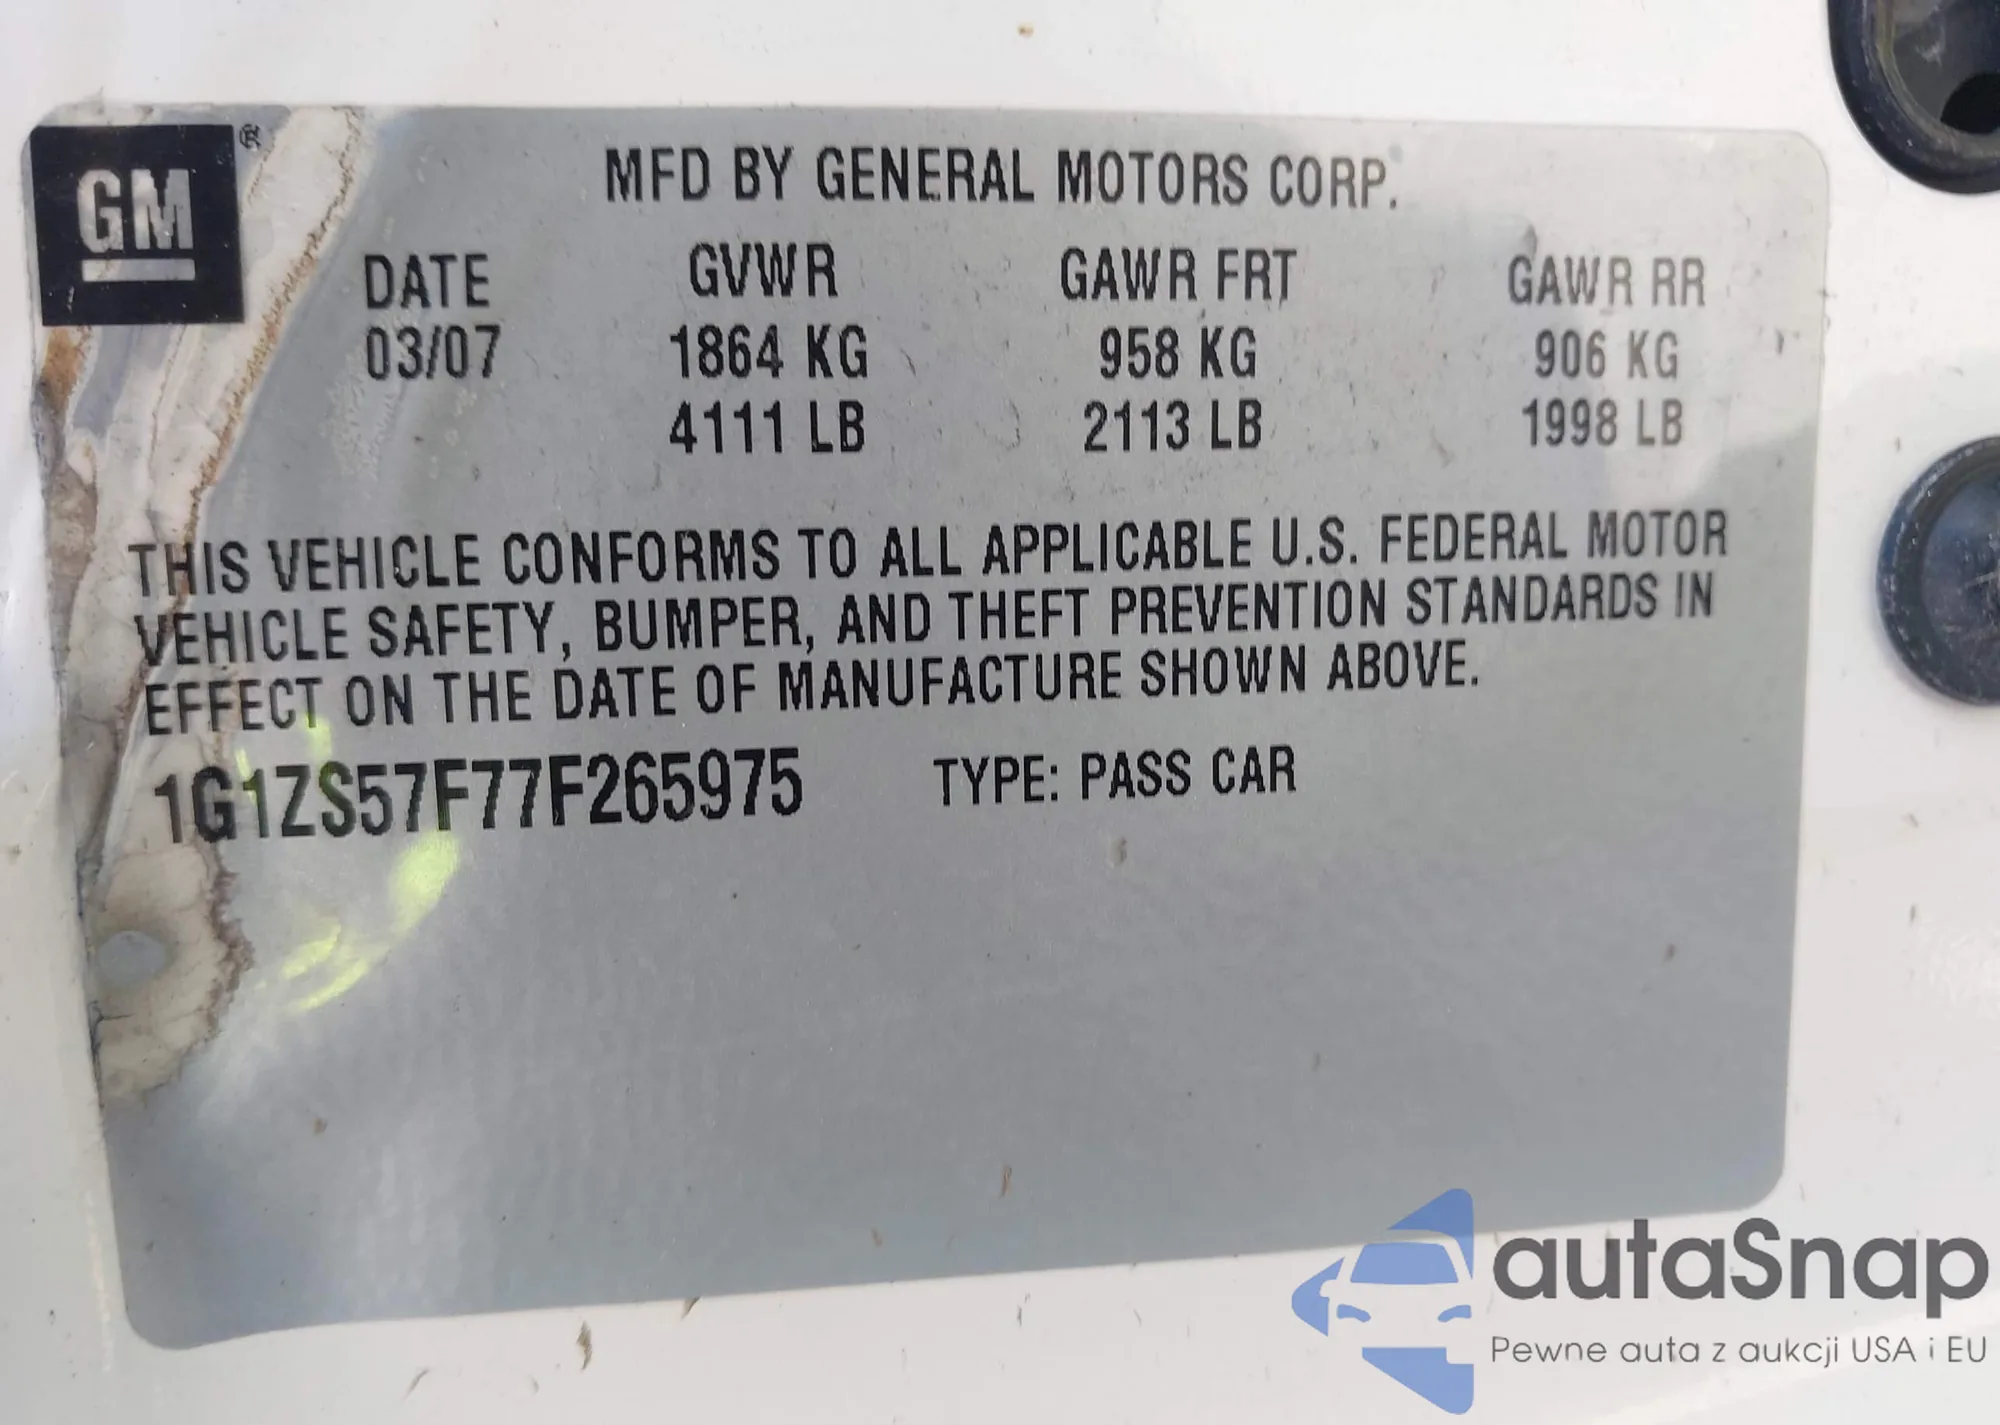 GM®
MFD BY GENERAL MOTORS CORP.
DATE GVWR GAWR FRT GAWR RR
03/07 1864 KG 958 KG 906 KG
4111 LB 2113 LB 1998 LB
THIS VEHICLE CONFORMS TO ALL APPLICABLE U.S. FEDERAL MOTOR
VEHICLE SAFETY, BUMPER, AND THEFT PREVENTION STANDARDS IN
EFFECT ON THE DATE OF MANUFACTURE SHOWN ABOVE.
1G1ZS57F77F265975 TYPE: PASS CAR
autaSnap
Pewne auta z aukcji USA i EU